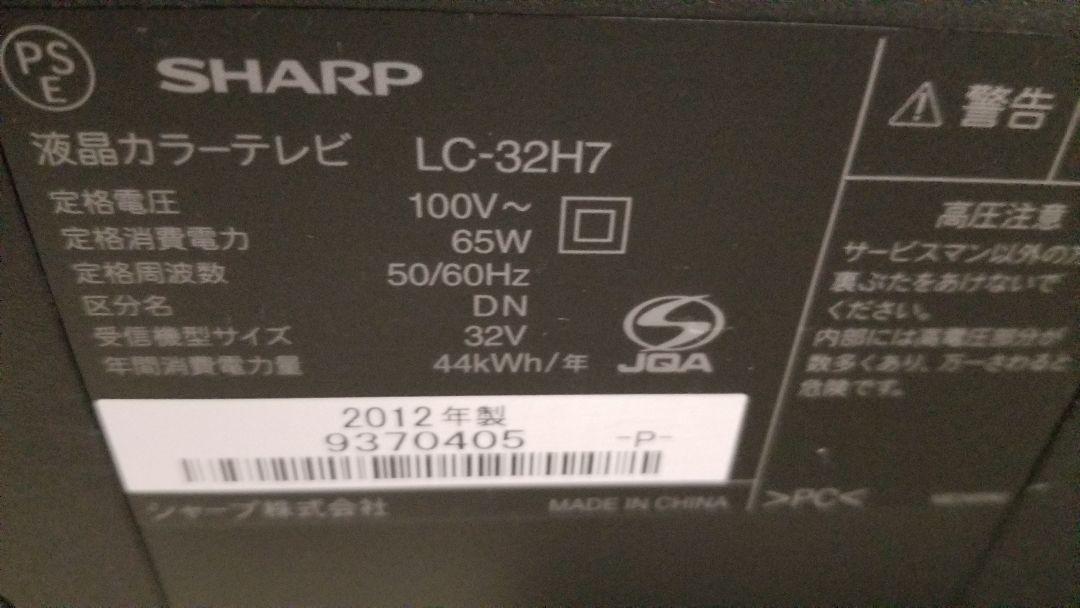 PS
E
SHARP
液晶カラーテレビ LC-32H7
定格電圧 100V～
定格消費電力 65W
定格周波数 50/60Hz
区分名 DN
受信機型サイズ 32V
年間消費電力量 44kWh/年
JQA
2012年製
9370405 -P-
シャープ株式会社 MADE IN CHINA
警告
高圧注意
サービスマン以外の方
裏ぶたをあけないで
ください。
内部には高電圧部分が
数多くあり、万一さわると
危険です。
>PC<